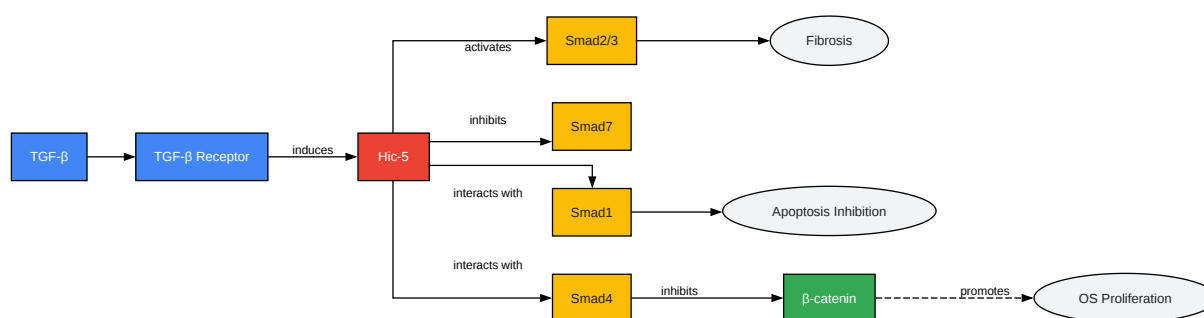 activates
Smad2/3
Fibrosis
inhibits
Smad7
TGF-β
TGF-β Receptor
induces
Hic-5
interacts with
Smad1
Apoptosis Inhibition
interacts with
Smad4
inhibits
β-catenin
promotes
OS Proliferation